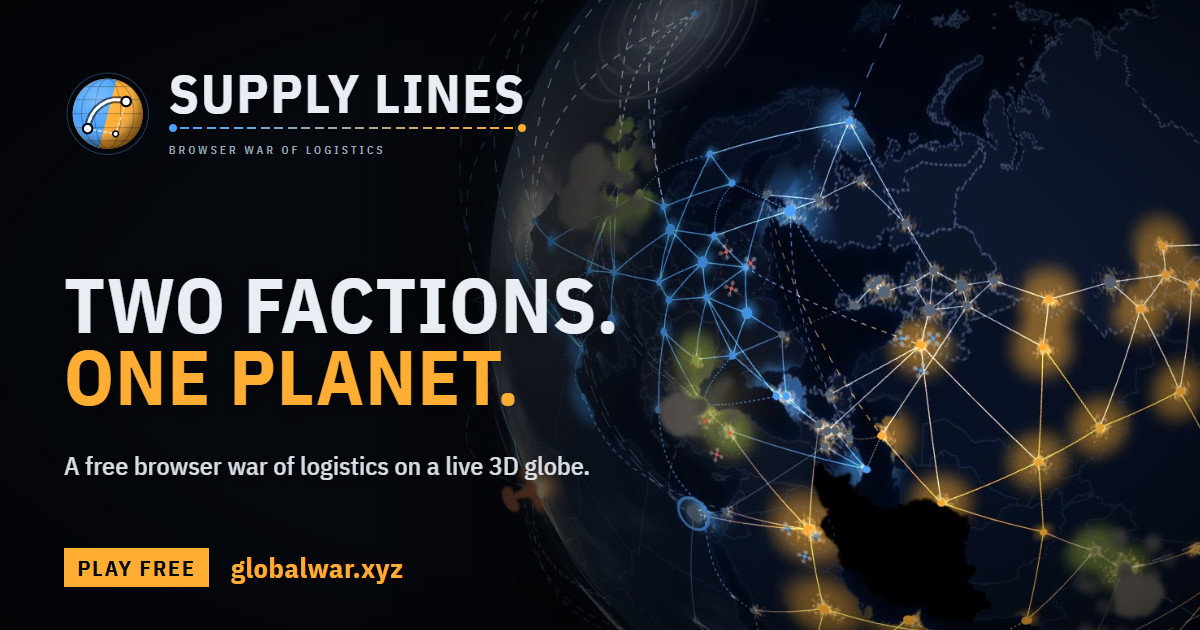 SUPPLY LINES
BROWSER WAR OF LOGISTICS
TWO FACTIONS.
ONE PLANET.
A free browser war of logistics on a live 3D globe.
PLAY FREE
globalwar.xyz